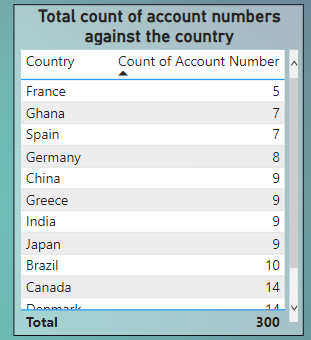 Total count of account numbers
against the country
Country Count of Account Number
France 5
Ghana 7
Spain 7
Germany 8
China 9
Greece 9
India 9
Japan 9
Brazil 10
Canada 14
Denmark 14
Total 300